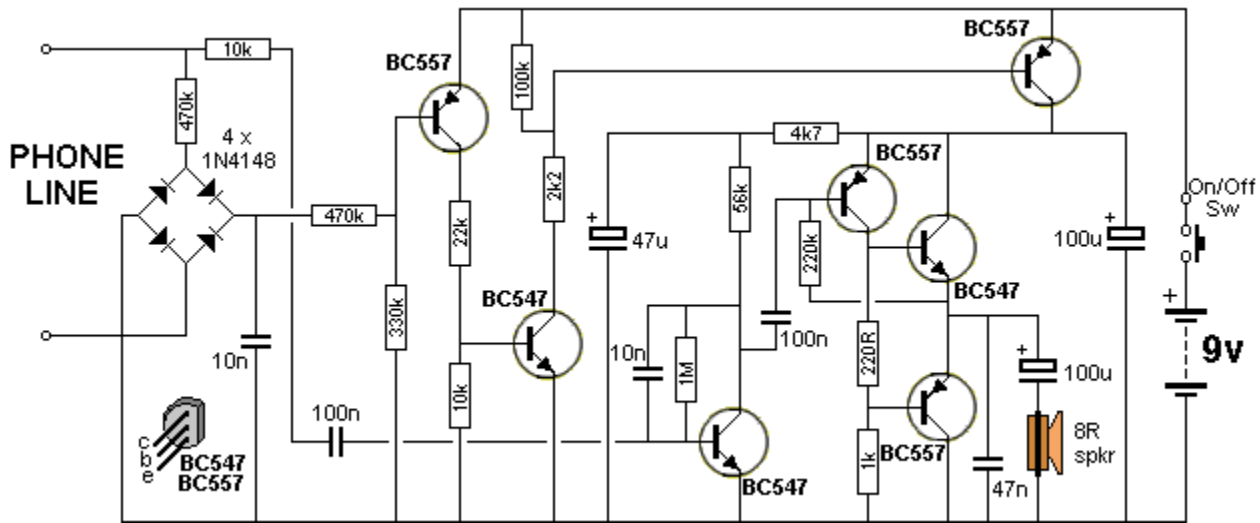 10k
BC557
BC557
470k
100k
4 x
1N4148
PHONE
LINE
4k7
BC557
2k2
56k
On/Off
Sw
470k
22k
+
47u
220k
+
100u
BC547
BC547
+
9v
330k
10n
10n
1M
100n
220R
+
100u
10k
100n
c
b
e
BC547
BC557
BC547
1k
BC557
47n
8R
spkr